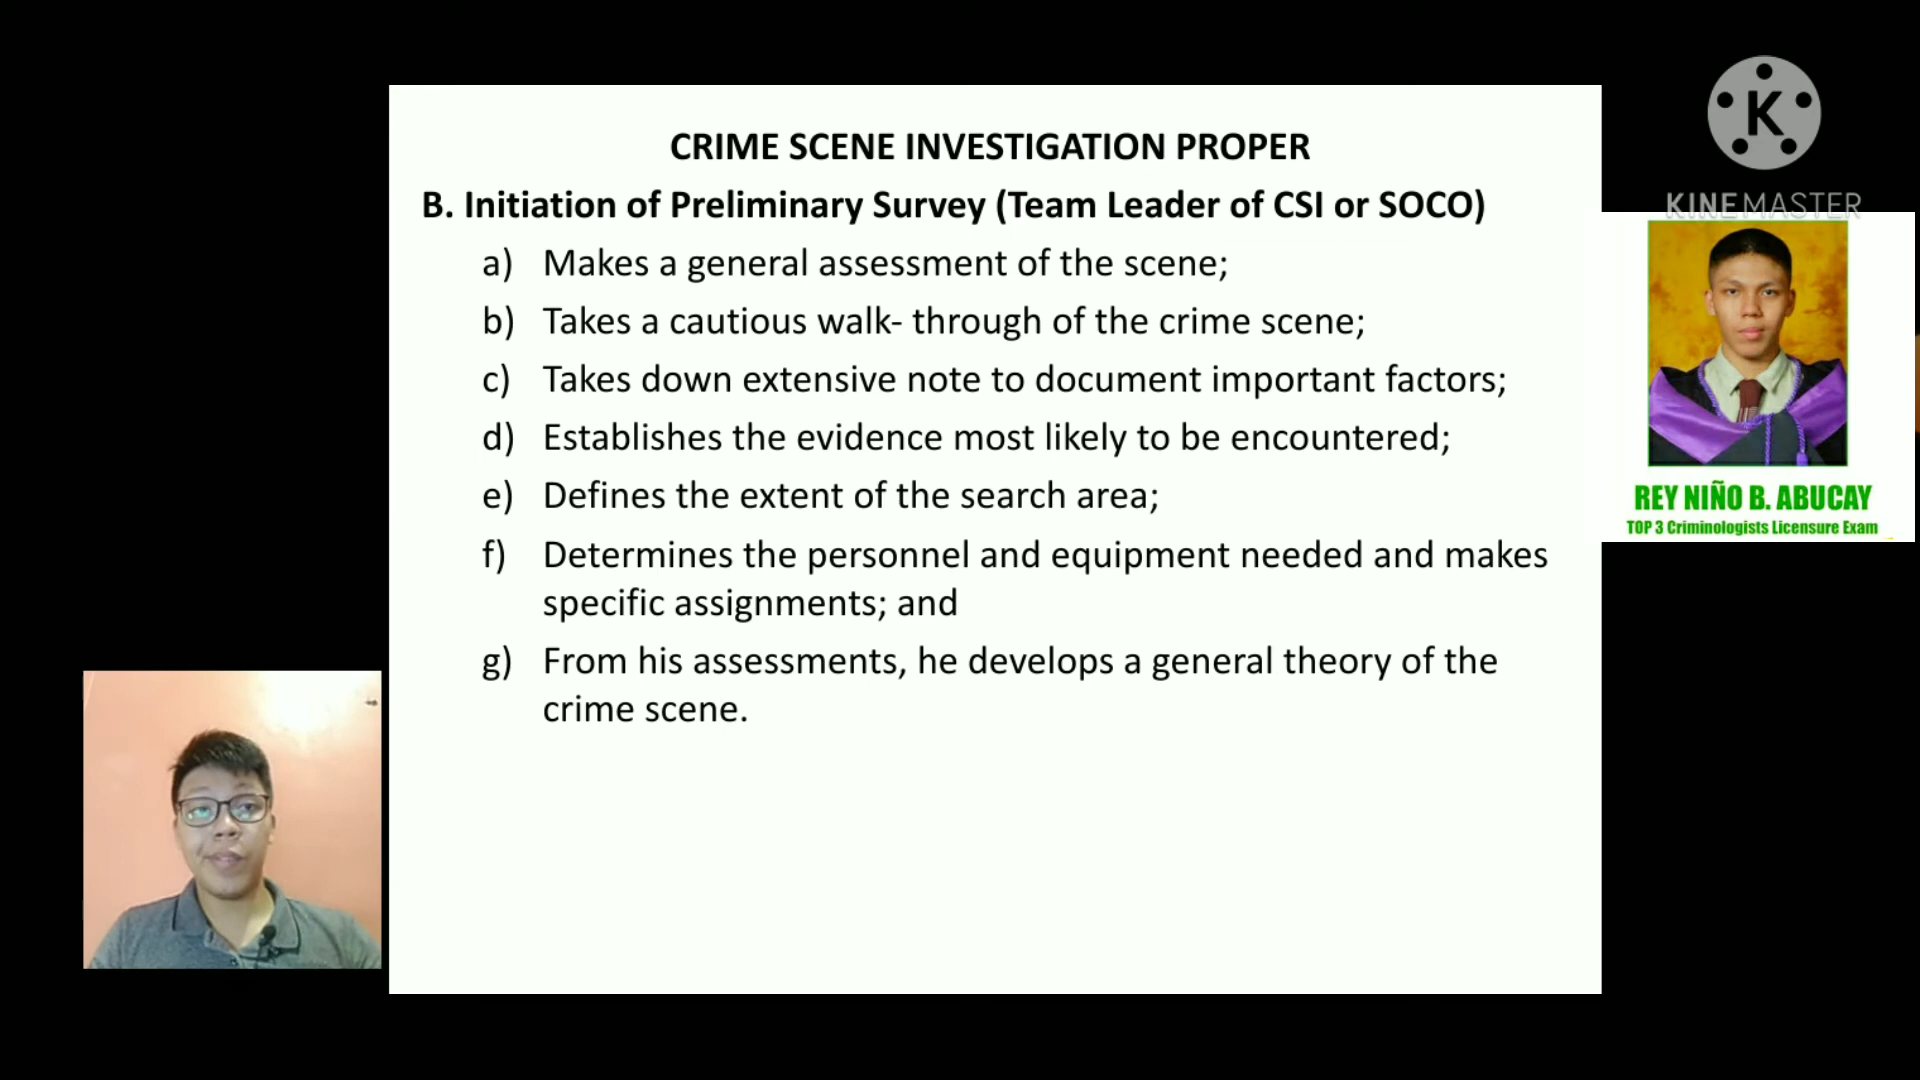 CRIME SCENE INVESTIGATION PROPER
B. Initiation of Preliminary Survey (Team Leader of CSI or SOCO)
a) Makes a general assessment of the scene;
b) Takes a cautious walk- through of the crime scene;
c) Takes down extensive note to document important factors;
d) Establishes the evidence most likely to be encountered;
e) Defines the extent of the search area;
f) Determines the personnel and equipment needed and makes
specific assignments; and
g) From his assessments, he develops a general theory of the
crime scene.
K
KINEMASTER
REY NIÑO B. ABUCAY
TOP 3 Criminologists Licensure Exam